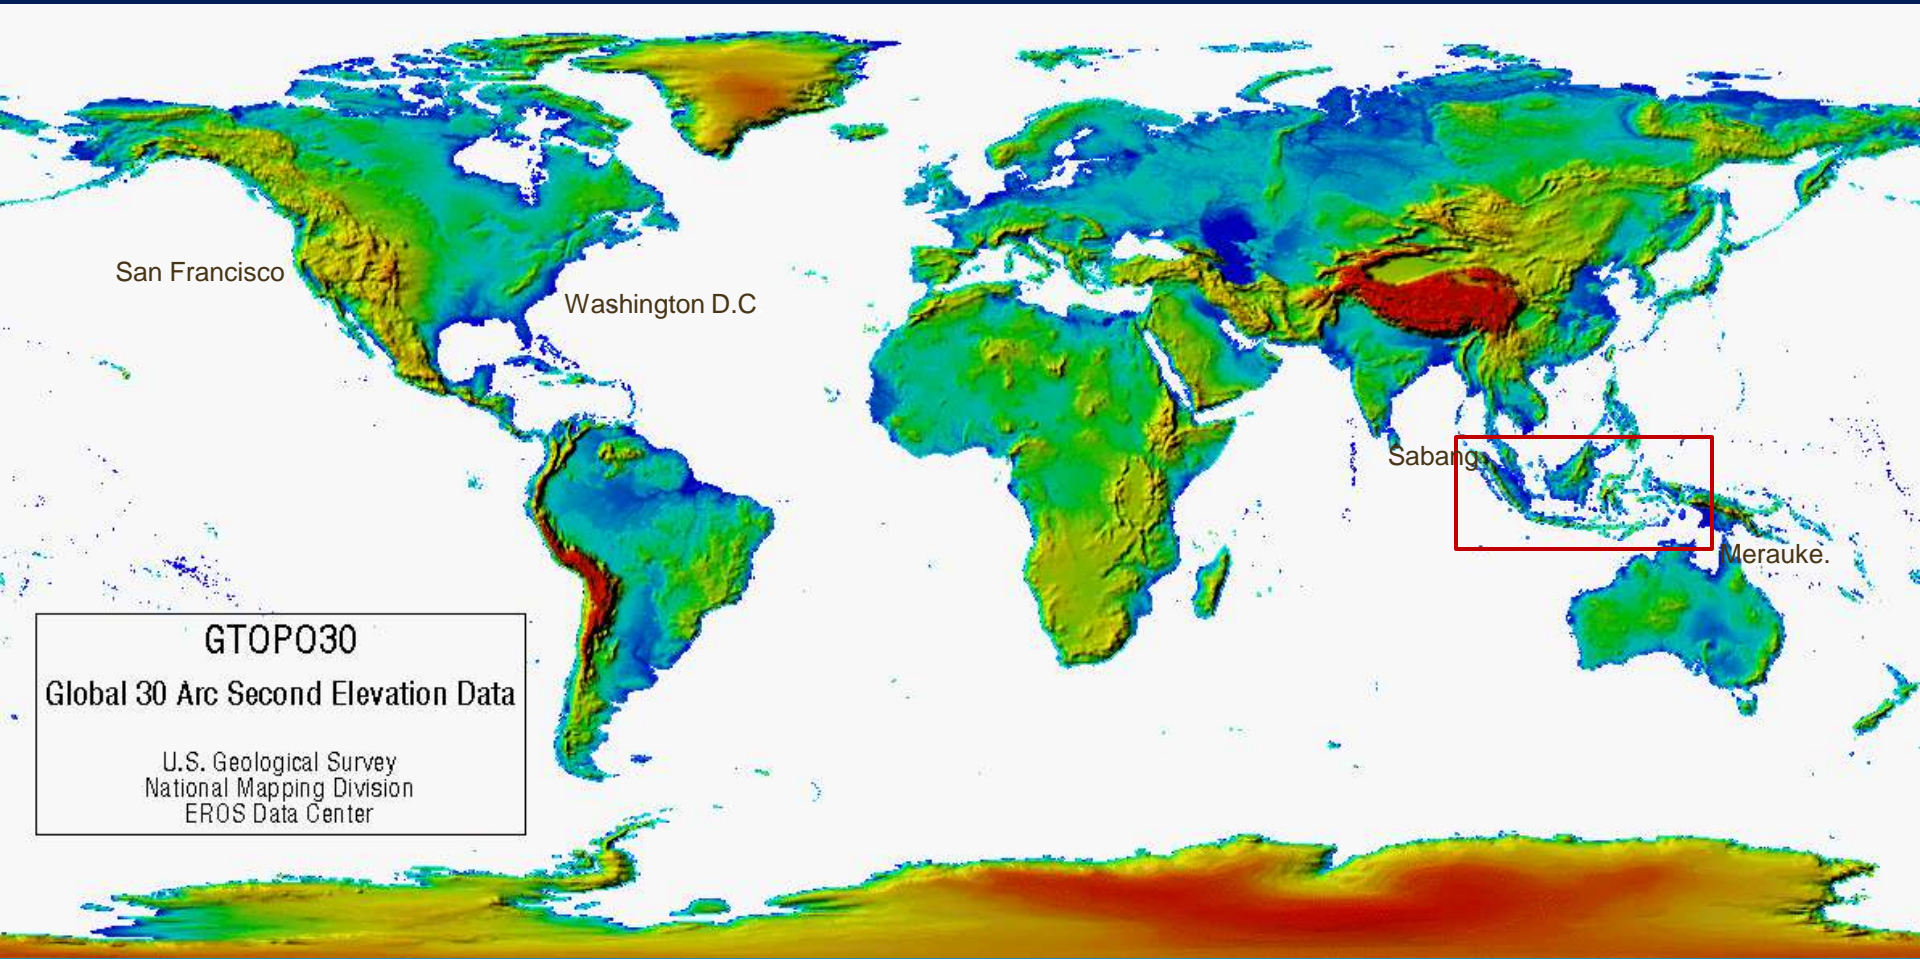 San Francisco
Washington D.C
Sabang
Merauke.
GTOPO30
Global 30 Arc Second Elevation Data
U.S. Geological Survey
National Mapping Division
EROS Data Center